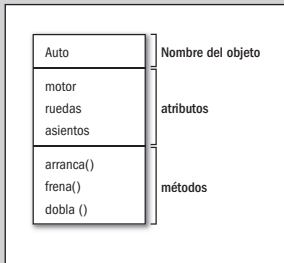 Auto
Nombre del objeto
motor
ruedas
asientos
atributos
arranca()
frena()
dobla ()
métodos